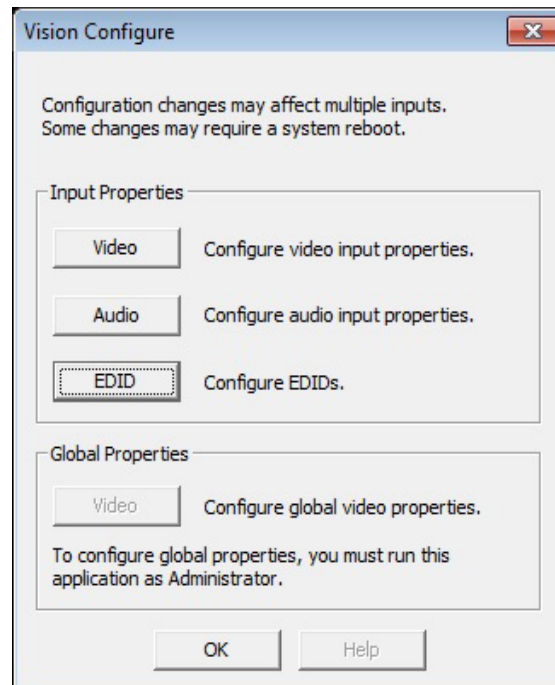 Vision Configure
Configuration changes may affect multiple inputs.
Some changes may require a system reboot.
Input Properties
Video Configure video input properties.
Audio Configure audio input properties.
EDID Configure EDIDs.
Global Properties
Video Configure global video properties.
To configure global properties, you must run this
application as Administrator.
OK Help